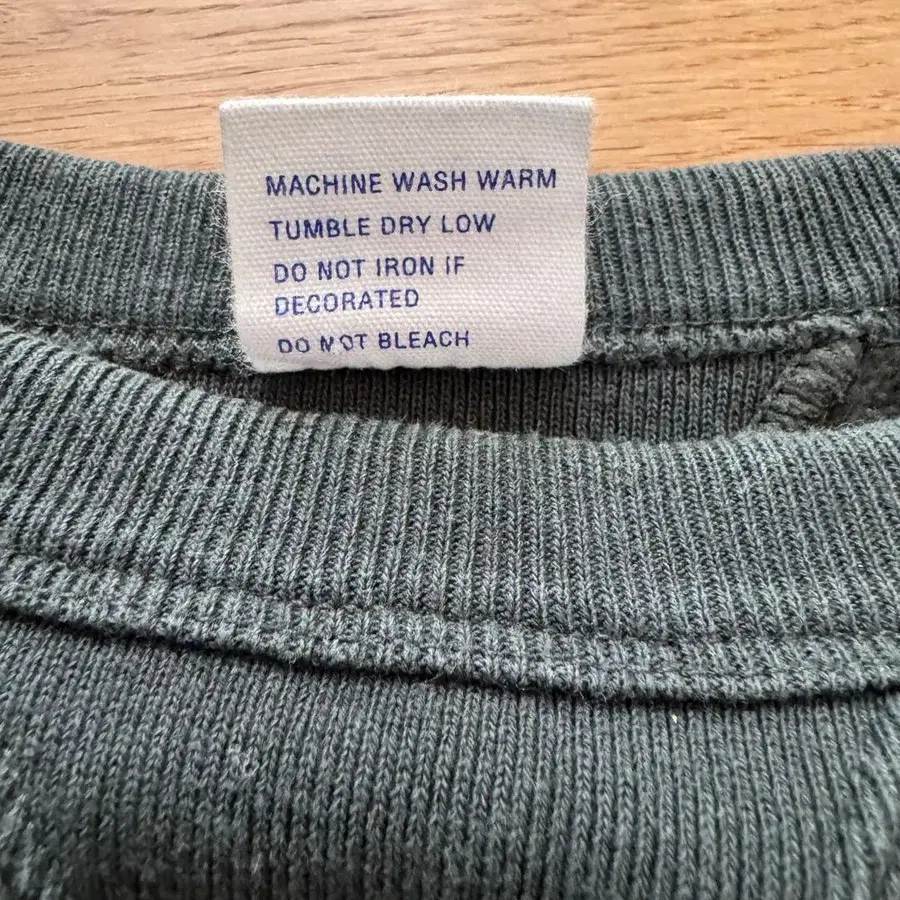 MACHINE WASH WARM
TUMBLE DRY LOW
DO NOT IRON IF
DECORATED
DO NOT BLEACH